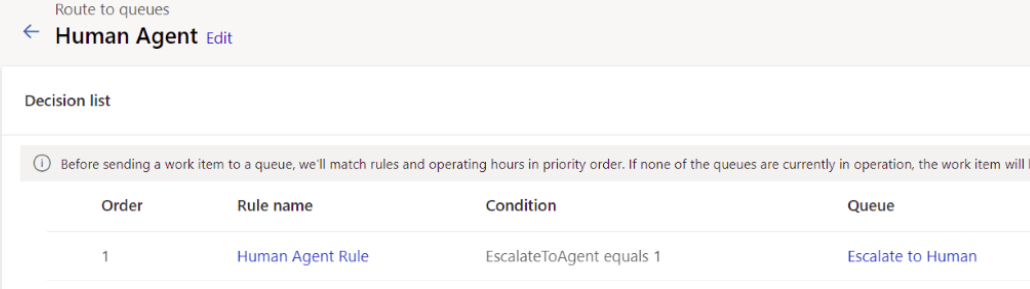 Route to queues
Human Agent Edit
Decision list
Before sending a work item to a queue, we'll match rules and operating hours in priority order. If none of the queues are currently in operation, the work item will
Order Rule name Condition Queue
1 Human Agent Rule EscalateToAgent equals 1 Escalate to Human